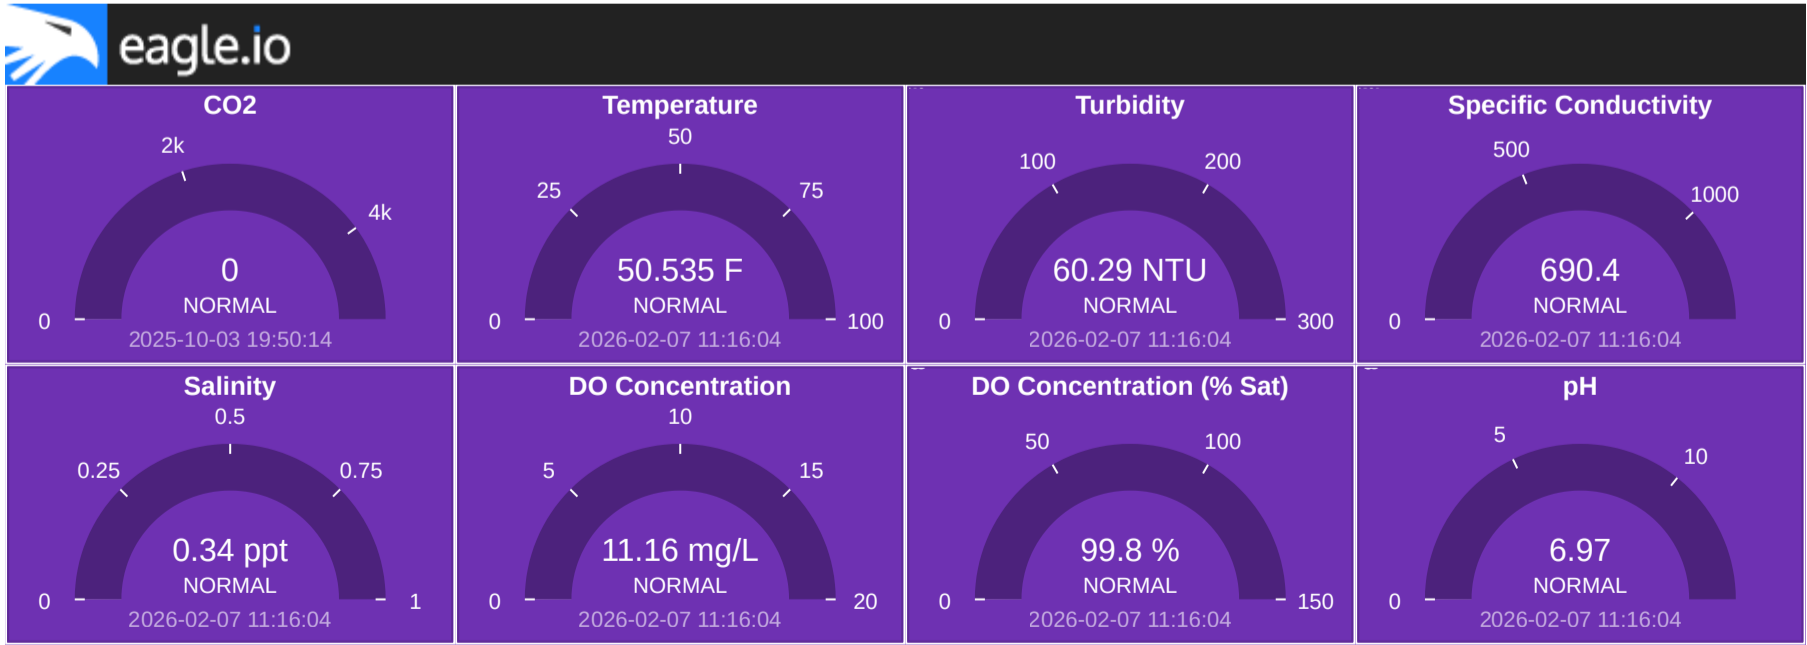 eagle.io
CO2
2k
4k
0
0
NORMAL
2025-10-03 19:50:14
Temperature
50
25
75
50.535 F
NORMAL
0
100
2026-02-07 11:16:04
Turbidity
100
200
60.29 NTU
NORMAL
0
300
2026-02-07 11:16:04
Specific Conductivity
500
1000
690.4
NORMAL
0
2026-02-07 11:16:04
Salinity
0.5
0.25
0.75
0.34 ppt
NORMAL
0
1
2026-02-07 11:16:04
DO Concentration
10
5
15
11.16 mg/L
NORMAL
0
20
2026-02-07 11:16:04
DO Concentration (% Sat)
50
100
99.8 %
NORMAL
0
150
2026-02-07 11:16:04
pH
5
10
6.97
NORMAL
0
2026-02-07 11:16:04